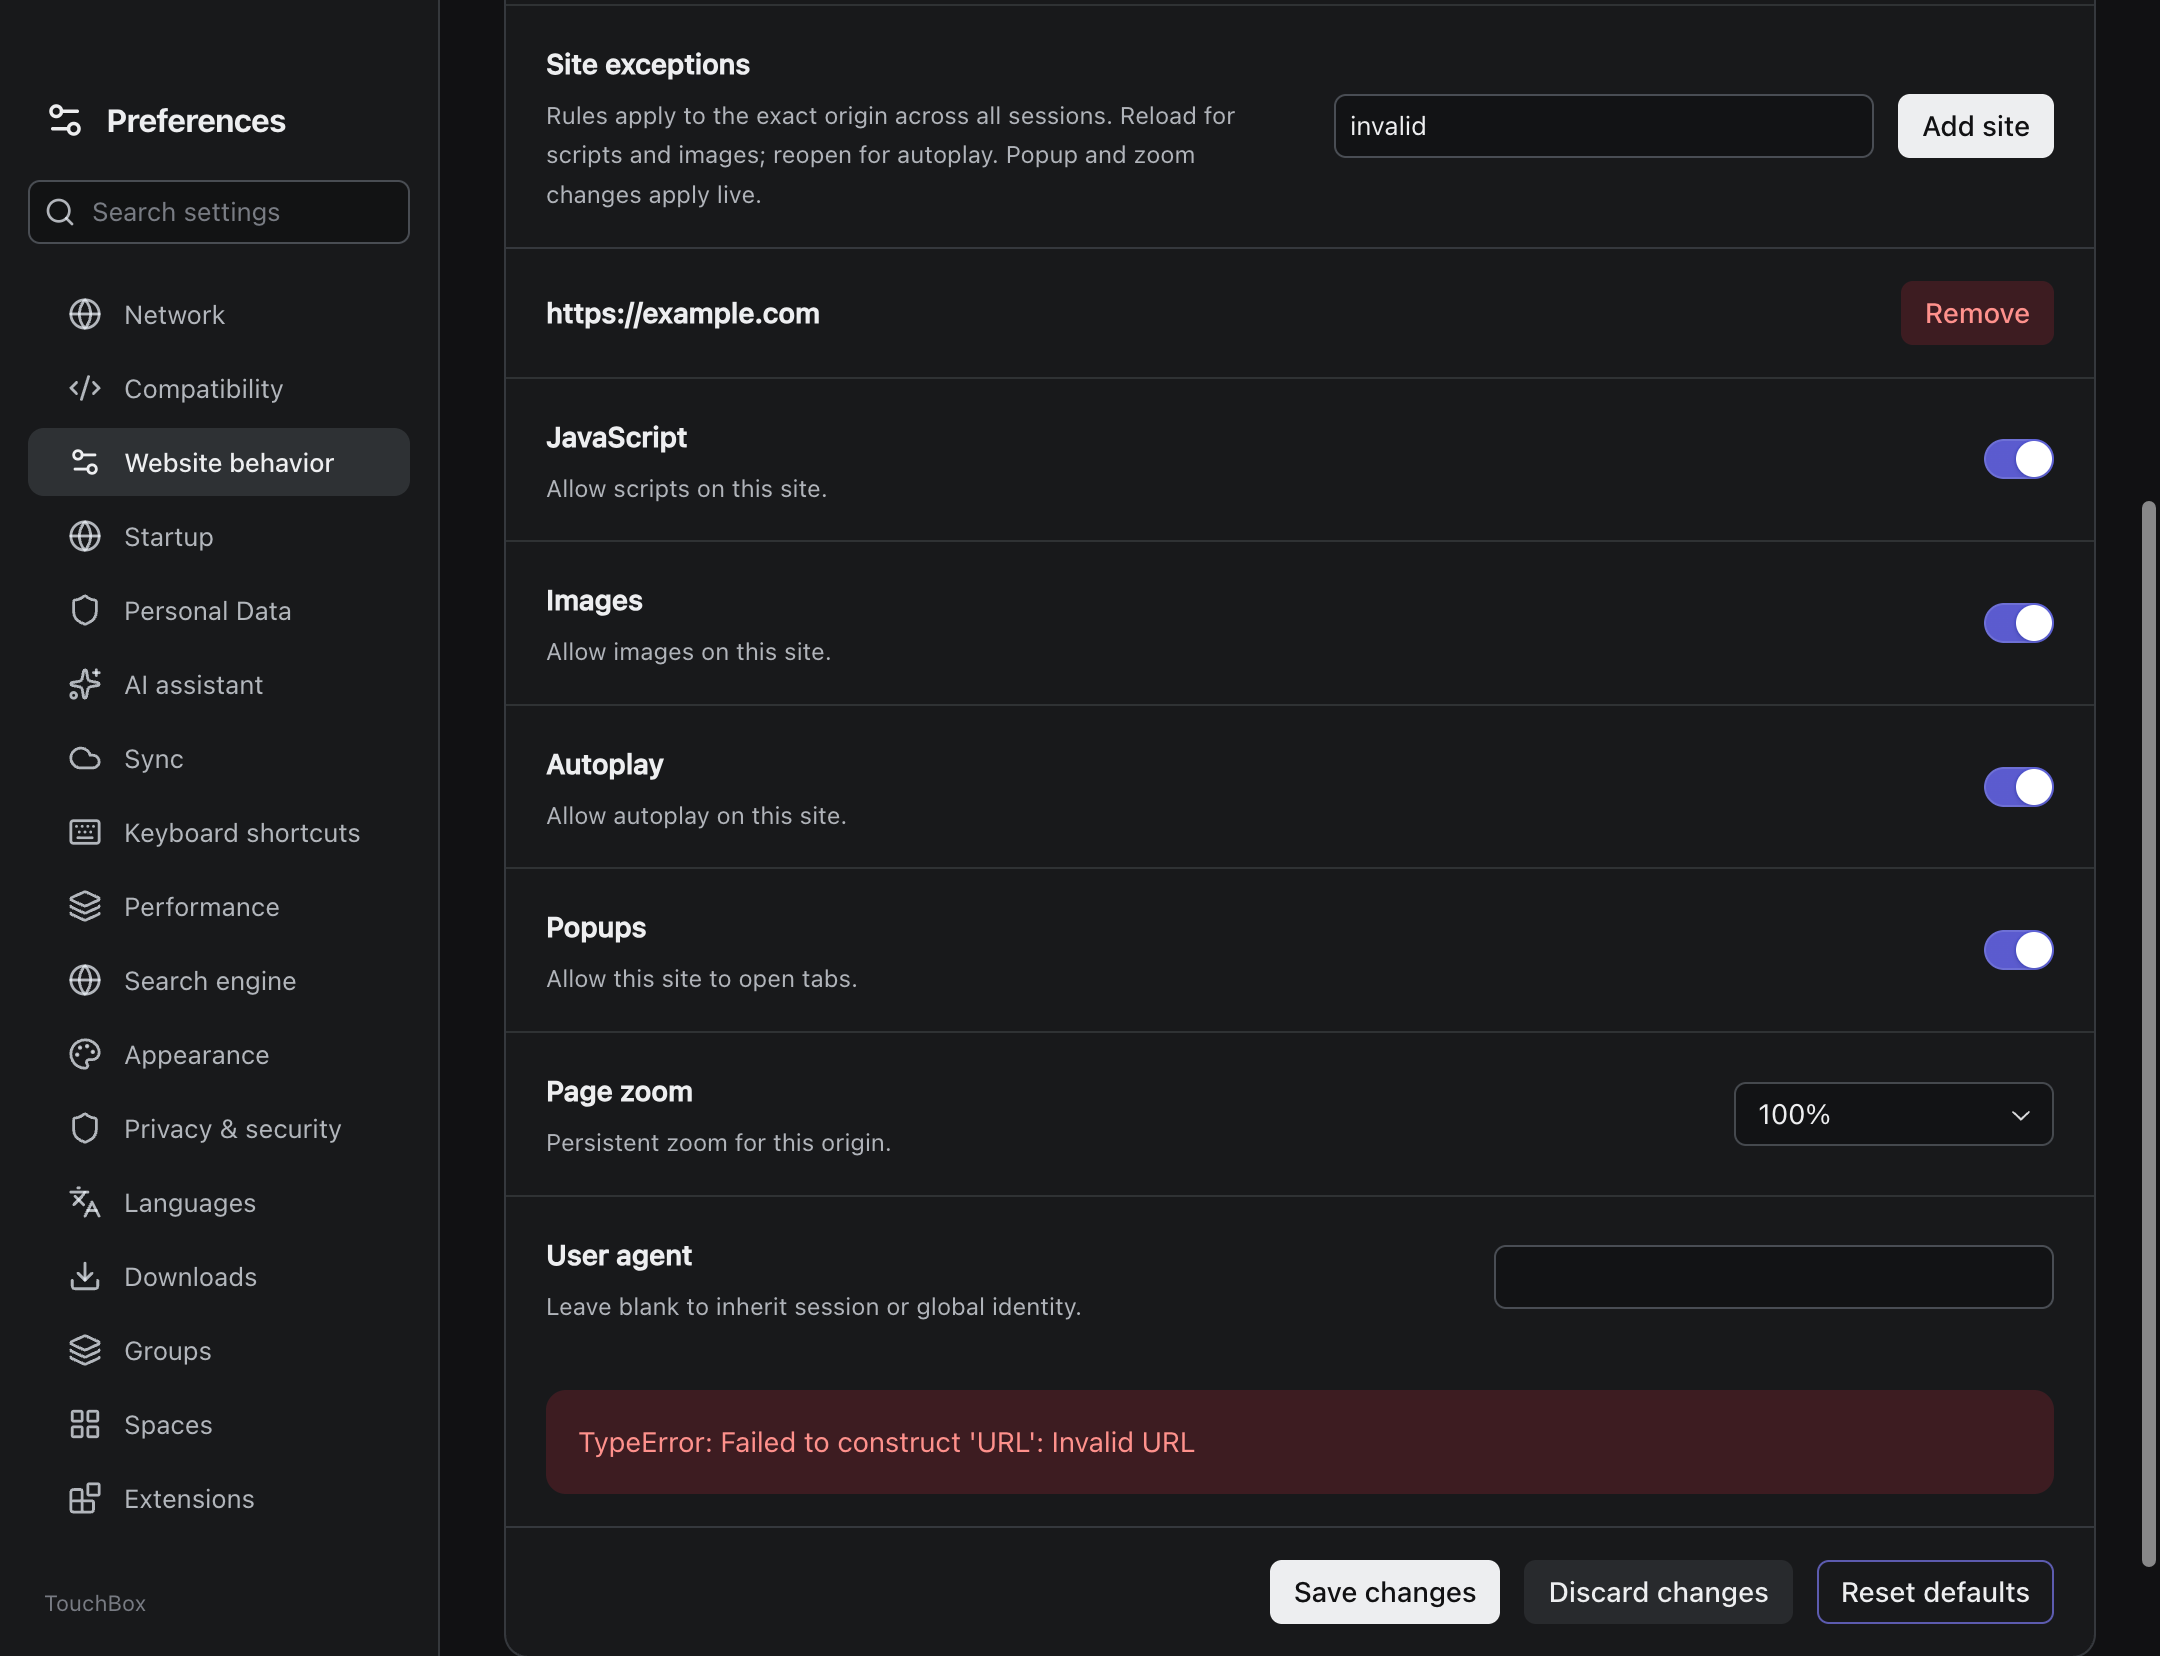 Preferences
Search settings
Network
Compatibility
Website behavior
Startup
Personal Data
AI assistant
Sync
Keyboard shortcuts
Performance
Search engine
Appearance
Privacy & security
Languages
Downloads
Groups
Spaces
Extensions
TouchBox
Site exceptions
Rules apply to the exact origin across all sessions. Reload for
scripts and images; reopen for autoplay. Popup and zoom
changes apply live.
invalid
Add site
https://example.com
Remove
JavaScript
Allow scripts on this site.
Images
Allow images on this site.
Autoplay
Allow autoplay on this site.
Popups
Allow this site to open tabs.
Page zoom
Persistent zoom for this origin.
100%
User agent
Leave blank to inherit session or global identity.
TypeError: Failed to construct 'URL': Invalid URL
Save changes
Discard changes
Reset defaults